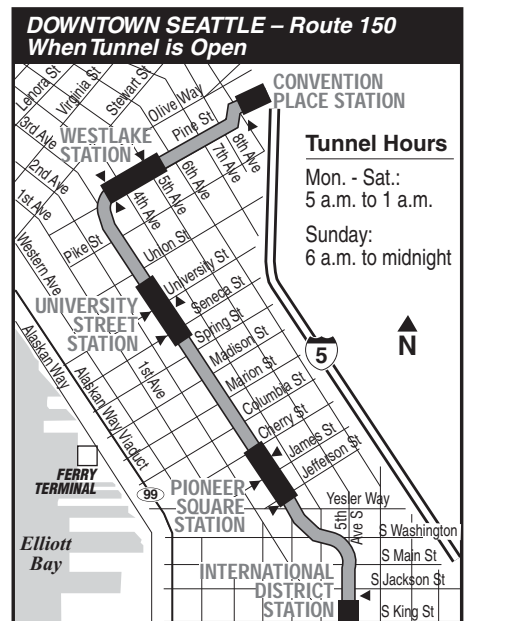 DOWNTOWN SEATTLE – Route 150
When Tunnel is Open
CONVENTION
PLACE STATION
Lenora St
Virginia St
Stewart St
Olive Way
Pine St
3rd Ave
2nd Ave
1st Ave
WESTLAKE
STATION
8th Ave
7th Ave
6th Ave
5th Ave
4th Ave
Tunnel Hours
Mon. - Sat.:
5 a.m. to 1 a.m.
Sunday:
6 a.m. to midnight
Western Ave
Pike St
Union St
University St
Seneca St
Spring St
Madison St
Marion St
Columbia St
Cherry St
James St
Jefferson St
UNIVERSITY
STREET
STATION
5
N
Alaskan Way
Alaskan Way Viaduct
1st Ave
FERRY
TERMINAL
99
PIONEER
SQUARE
STATION
Yesler Way
5th
Ave S
S Washington
S Main St
S Jackson St
S King St
Elliott
Bay
INTERNATIONAL
DISTRICT
STATION